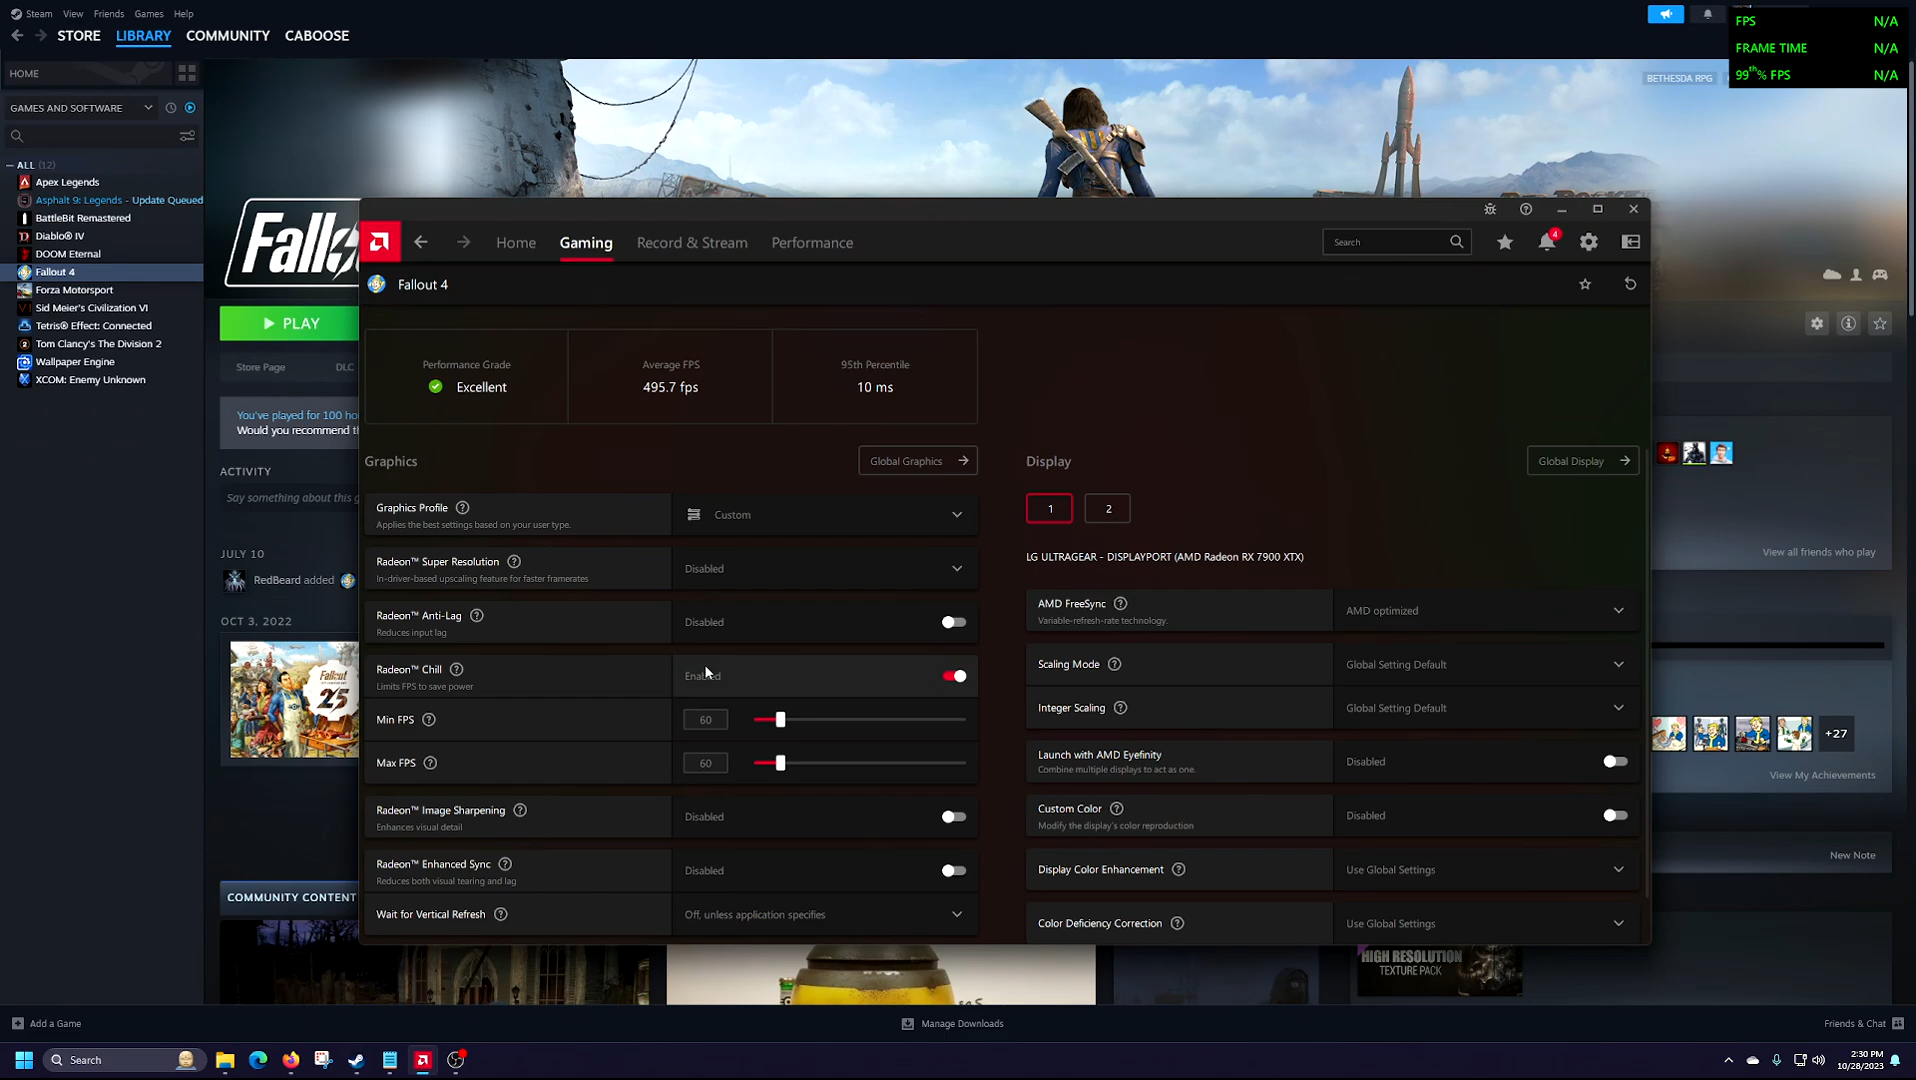 Steam View Friends Games Help
STORE LIBRARY COMMUNITY CABOOSE
FPS N/A
FRAME TIME N/A
99th% FPS N/A
HOME
BETHESDA RPG
GAMES AND SOFTWARE
ALL (12)
Apex Legends
Asphalt 9: Legends - Update Queued
BattleBit Remastered
Diablo® IV
DOOM Eternal
Fallout 4
Forza Motorsport
Sid Meier's Civilization VI
Tetris® Effect: Connected
Tom Clancy's The Division 2
Wallpaper Engine
XCOM: Enemy Unknown
PLAY
Store Page DLC
You've played for 100 ho
Would you recommend th
ACTIVITY
Say something about this g
JULY 10
RedBeard added
OCT 3, 2022
Fallout
25
COMMUNITY CONTENT
Home Gaming Record & Stream Performance
Search
4
Fallout 4
Performance Grade
Excellent
Average FPS
495.7 fps
95th Percentile
10 ms
Graphics
Global Graphics
Graphics Profile
Applies the best settings based on your user type.
Custom
Radeon™ Super Resolution
In-driver-based upscaling feature for faster framerates
Disabled
Radeon™ Anti-Lag
Reduces input lag
Disabled
Radeon™ Chill
Limits FPS to save power
Enabled
Min FPS 60
Max FPS 60
Radeon™ Image Sharpening
Enhances visual detail
Disabled
Radeon™ Enhanced Sync
Reduces both visual tearing and lag
Disabled
Wait for Vertical Refresh Off, unless application specifies
Display
Global Display
1 2
LG ULTRAGEAR - DISPLAYPORT (AMD Radeon RX 7900 XTX)
AMD FreeSync
Variable-refresh-rate technology.
AMD optimized
Scaling Mode Global Setting Default
Integer Scaling Global Setting Default
Launch with AMD Eyefinity
Combine multiple displays to act as one.
Disabled
Custom Color
Modify the display's color reproduction
Disabled
Display Color Enhancement Use Global Settings
Color Deficiency Correction Use Global Settings
View all friends who play
+27
View My Achievements
New Note
HIGH RESOLUTION
TEXTURE PACK
Add a Game
Manage Downloads
Friends & Chat
Search
2:30 PM
10/28/2023